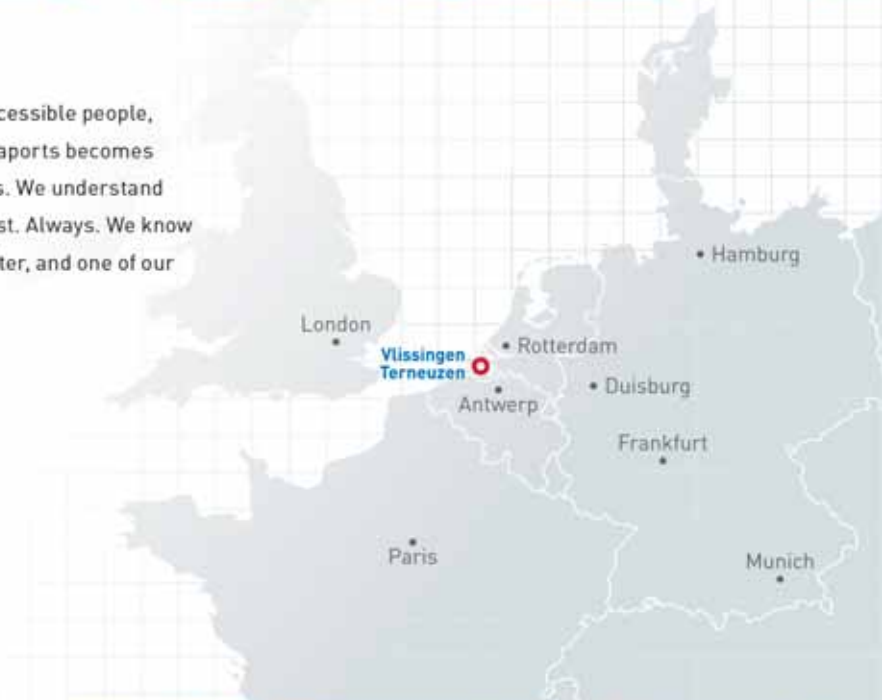 cessible people,
aports becomes
s. We understand
st. Always. We know
ter, and one of our
Hamburg
London
Rotterdam
Vlissingen
Terneuzen
Duisburg
Antwerp
Frankfurt
Paris
Munich